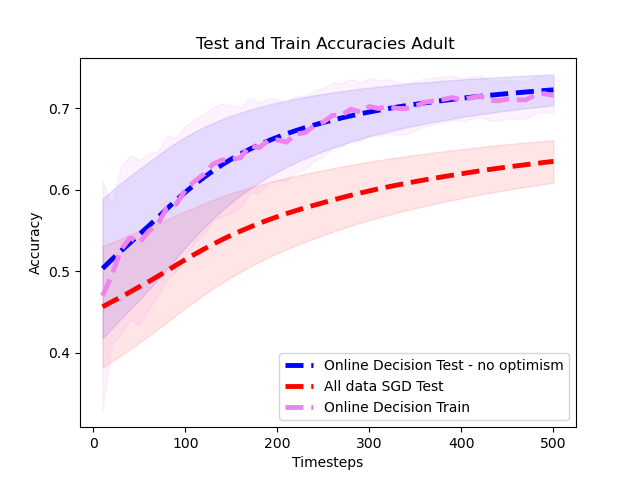 Test and Train Accuracies Adult
Accuracy
0.7
0.6
0.5
0.4
Online Decision Test - no optimism
All data SGD Test
Online Decision Train
0
100
200
300
400
500
Timesteps